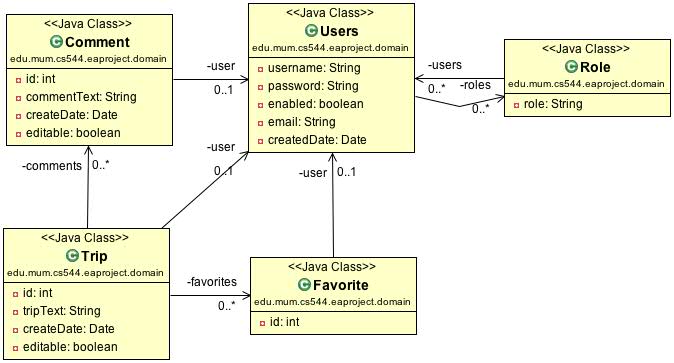 <<Java Class>>
Comment
edu.mum.cs544.eaproject.domain
id: int
commentText: String
createDate: Date
editable: boolean
-user
0..1
<<Java Class>>
Users
edu.mum.cs544.eaproject.domain
username: String
password: String
enabled: boolean
email: String
createdDate: Date
-users
0..*
-roles
0..*
<<Java Class>>
Role
edu.mum.cs544.eaproject.domain
role: String
-comments
0..*
-user
0..1
-user
0..1
<<Java Class>>
Trip
edu.mum.cs544.eaproject.domain
id: int
tripText: String
createDate: Date
editable: boolean
-favorites
0..*
<<Java Class>>
Favorite
edu.mum.cs544.eaproject.domain
id: int